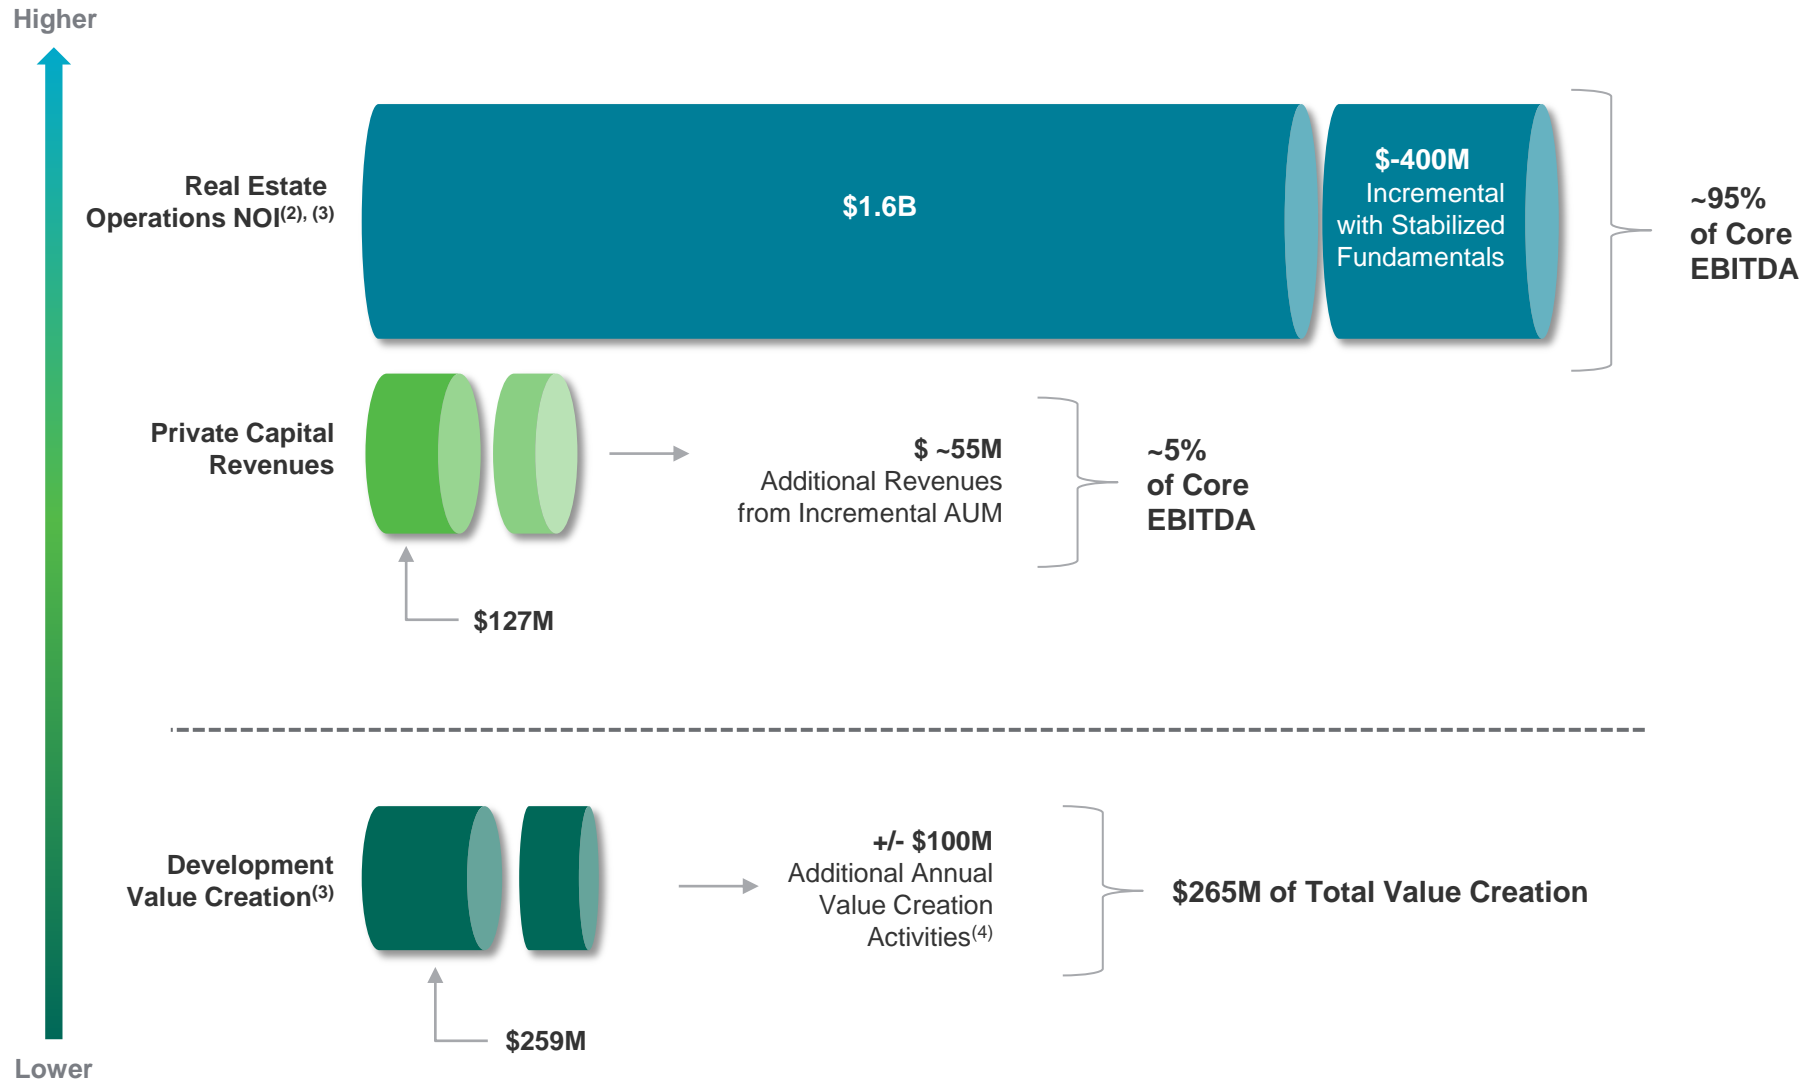 Higher
Real Estate
Operations NOI(2), (3)
$1.6B
$-400M
Incremental
with Stabilized
Fundamentals
~95%
of Core
EBITDA
Private Capital
Revenues
$ ~55M
Additional Revenues
from Incremental AUM
~5%
of Core
EBITDA
$127M
Development
Value Creation(3)
+/- $100M
Additional Annual
Value Creation
Activities(4)
$265M of Total Value Creation
$259M
Lower